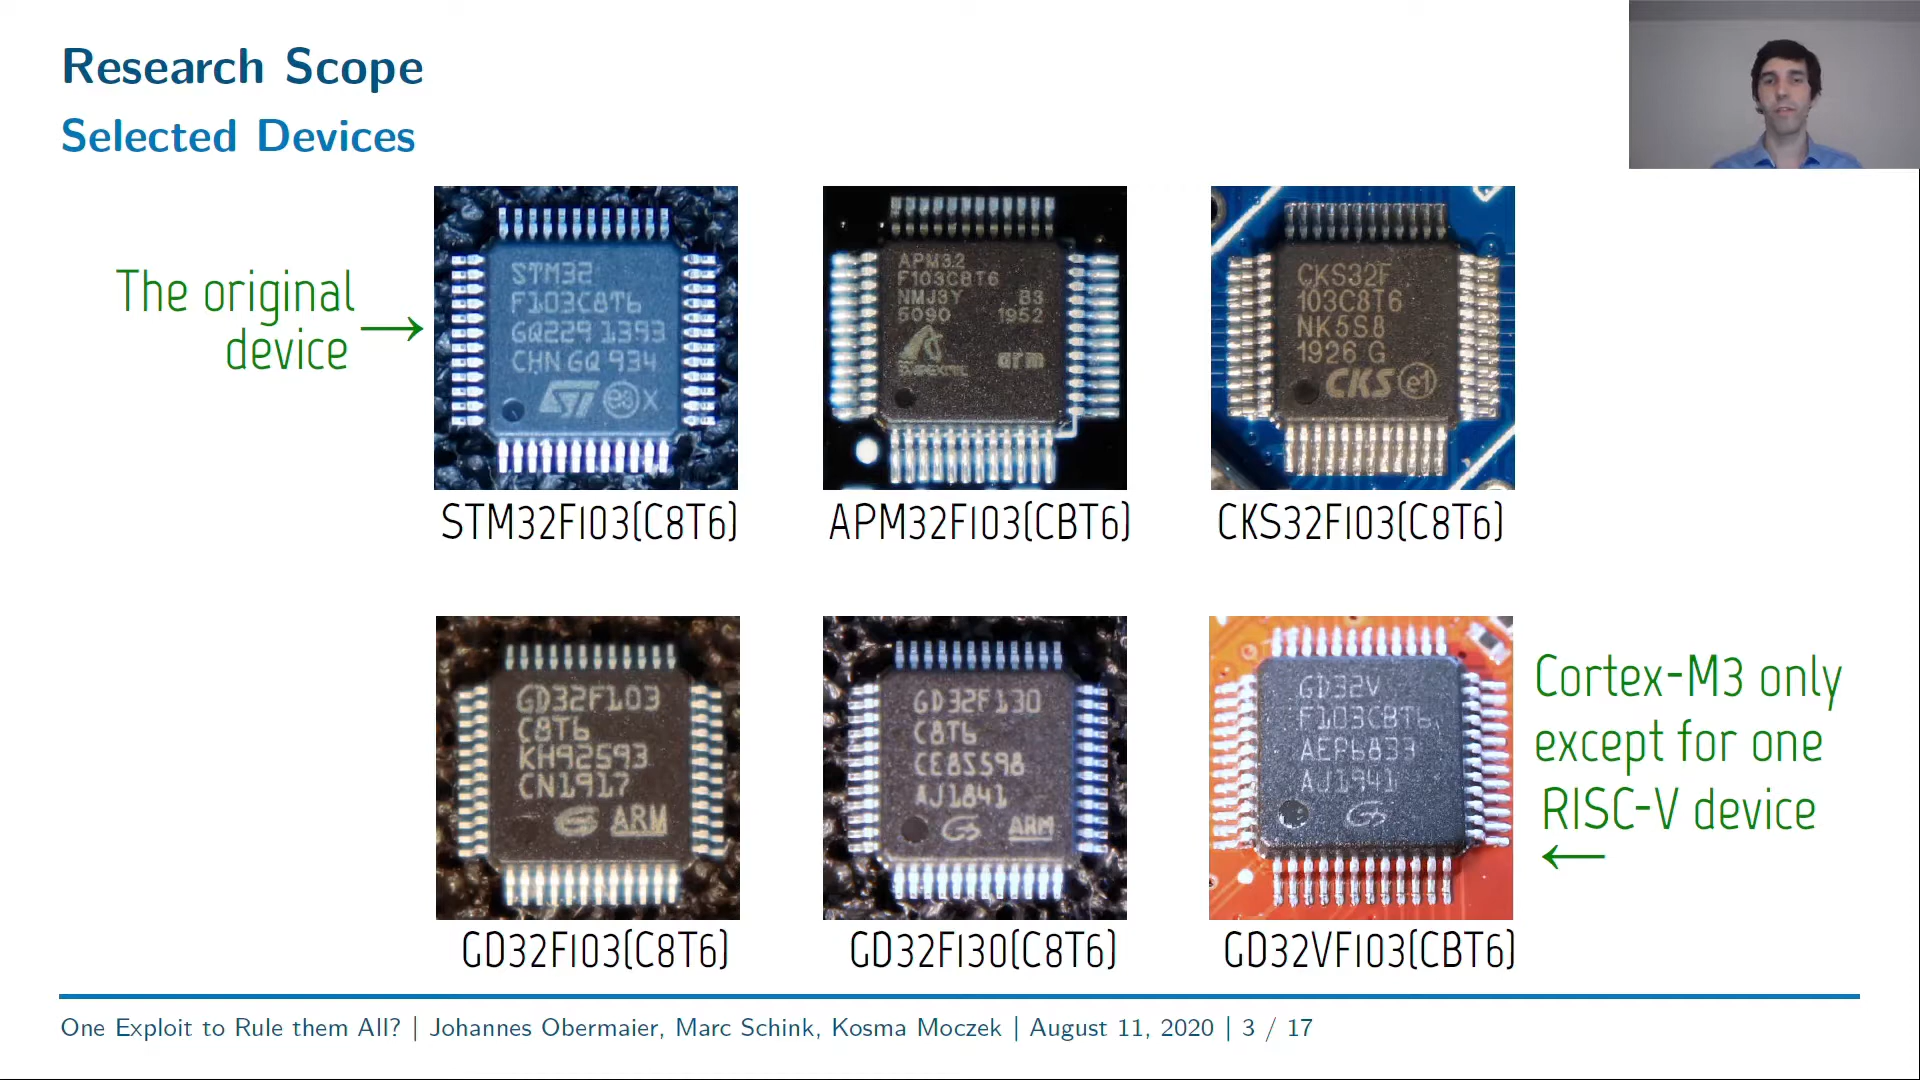 Research Scope
Selected Devices
The original
device
STM32
F103C8T6
GQ229 1393
CHN GQ 934
ST e3 X
APM32
F103CBT6
NMJ3Y B3
5090 1952
arm
CKS32F
103C8T6
NK5S8
1926 G
CKS e1
STM32F103(C8T6)
APM32F103(CBT6)
CKS32F103(C8T6)
GD32F103
C8T6
KH92593
CN1917
ARM
GD32F130
C8T6
CE85598
AJ1841
ARM
GD32V
F103CBT6
AEP6833
AJ1941
Cortex-M3 only
except for one
RISC-V device
GD32F103(C8T6)
GD32F130(C8T6)
GD32VF103(CBT6)
One Exploit to Rule them All? | Johannes Obermaier, Marc Schink, Kosma Moczek | August 11, 2020 | 3 / 17